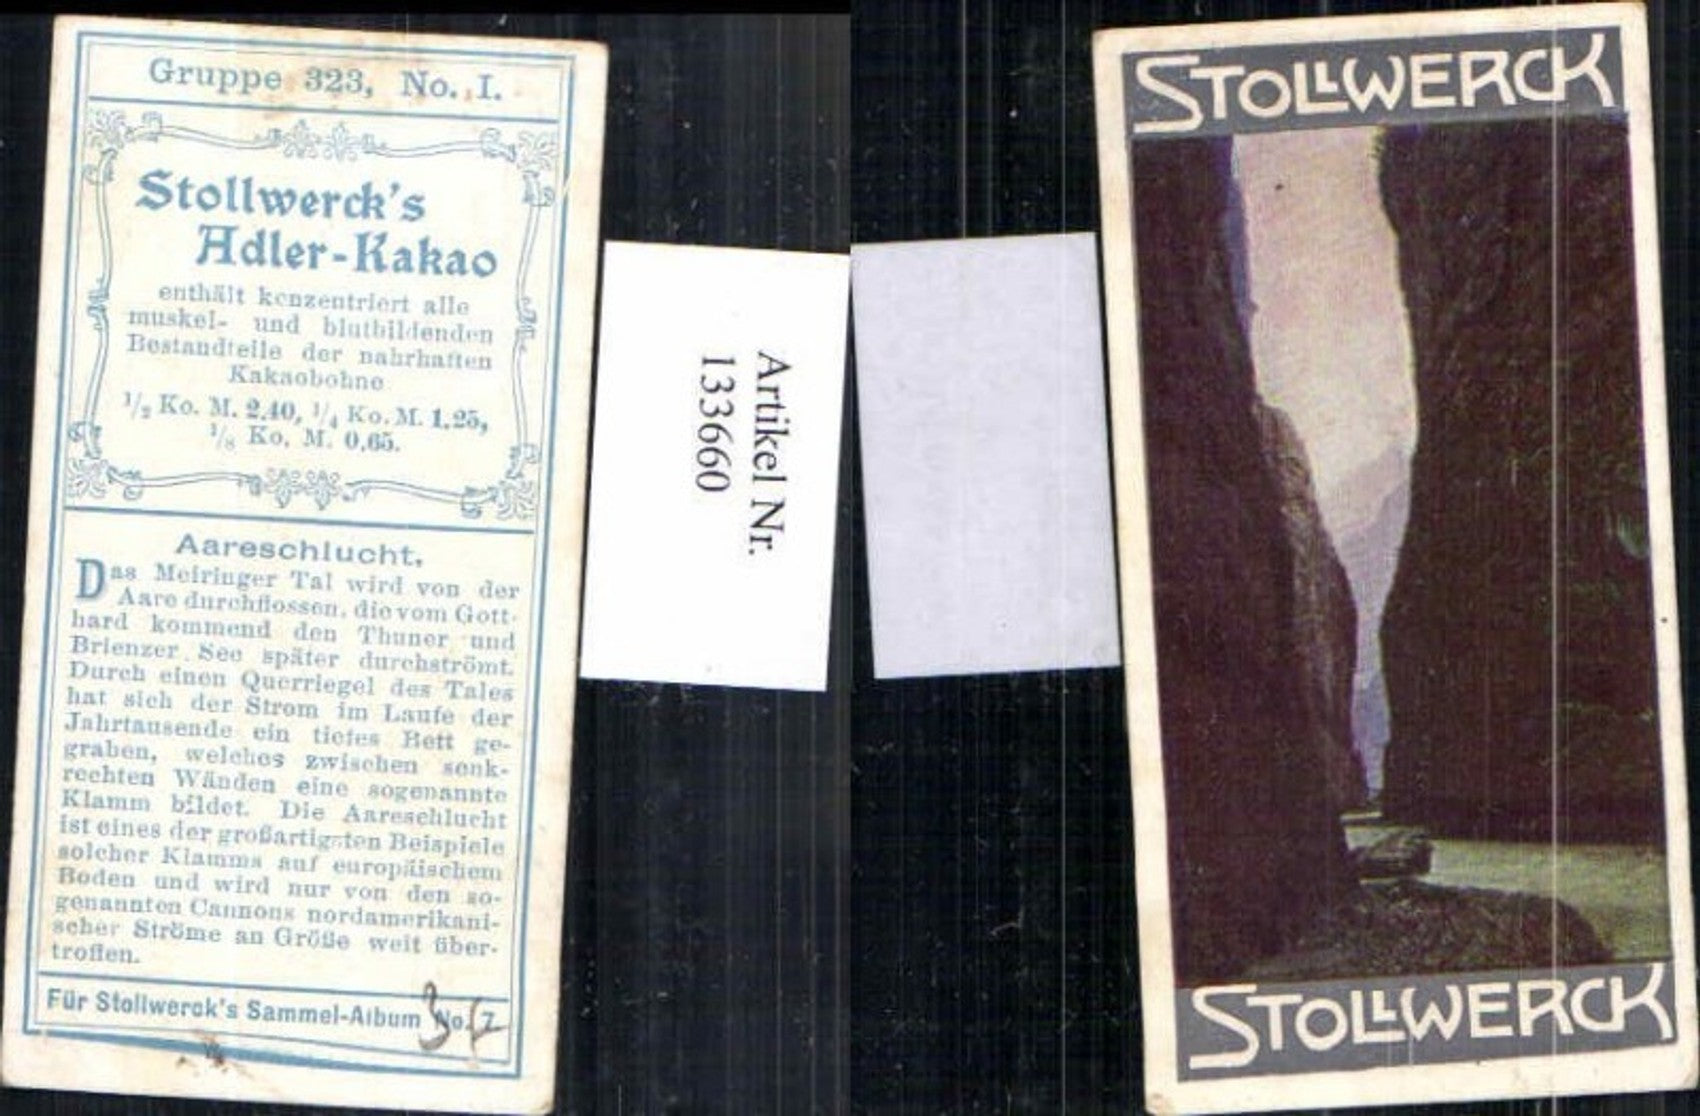 Gruppe 323, No. I.
Stollwerck's
Adler-Kakao
enthält konzentriert alle
muskel- und blutbildenden
Bestandteile der nahrhaften
Kakaobohne
1/2 Ko. M. 2.40, 1/4 Ko. M. 1.25,
1/8 Ko. M. 0,65.
Aareschlucht.
Das Meiringer Tal wird von der
Aare durchflossen, die vom Gott-
hard kommend den Thuner und
Brienzer See später durchströmt.
Durch einen Querriegel des Tales
hat sich der Strom im Laufe der
Jahrtausende ein tiefes Bett ge-
graben, welches zwischen senk-
rechten Wänden eine sogenannte
Klamm bildet. Die Aareschlucht
ist eines der großartigsten Beispiele
solcher Klamms auf europäischem
Boden und wird nur von den so-
genannten Cannons nordamerikani-
scher Ströme an Größe weit über-
troffen.
Für Stollwerck's Sammel-Album No. 7
Artikel Nr.
133660
STOLLWERCK
STOLLWERCK